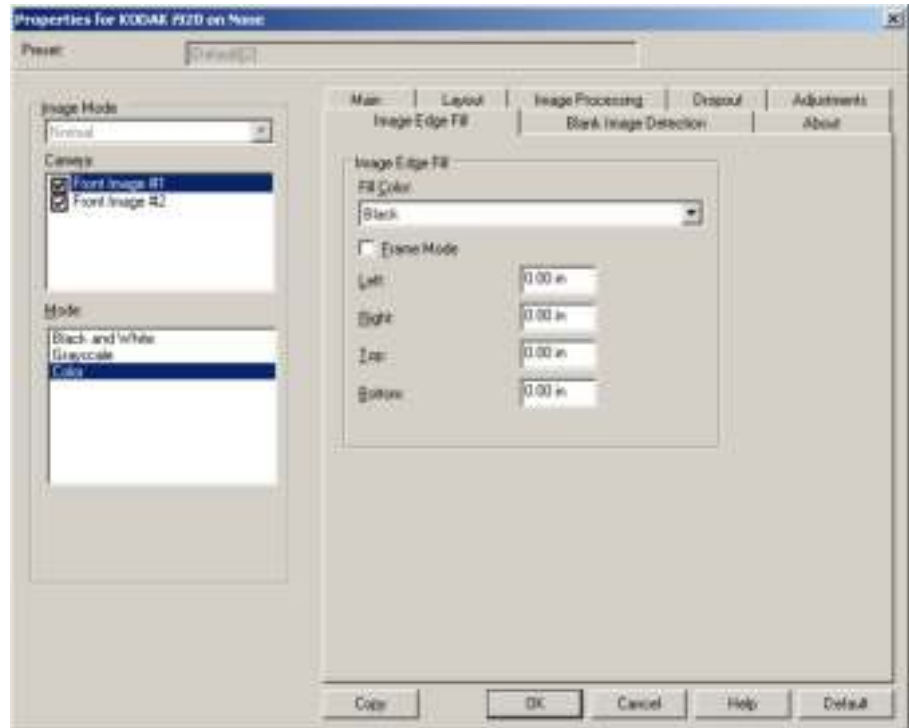 Properties for KODAK i920 on None
Preset:
(Default)[2]
Image Mode
Normal
Camera
Front Image #1
Front Image #2
Mode:
Black and White
Grayscale
Color
Main
Layout
Image Processing
Dropout
Adjustments
Image Edge Fill
Blank Image Detection
About
Image Edge Fill
Fill Color:
Black
Frame Mode
Left:
0.00 in
Right:
0.00 in
Top:
0.00 in
Bottom:
0.00 in
Copy
OK
Cancel
Help
Default